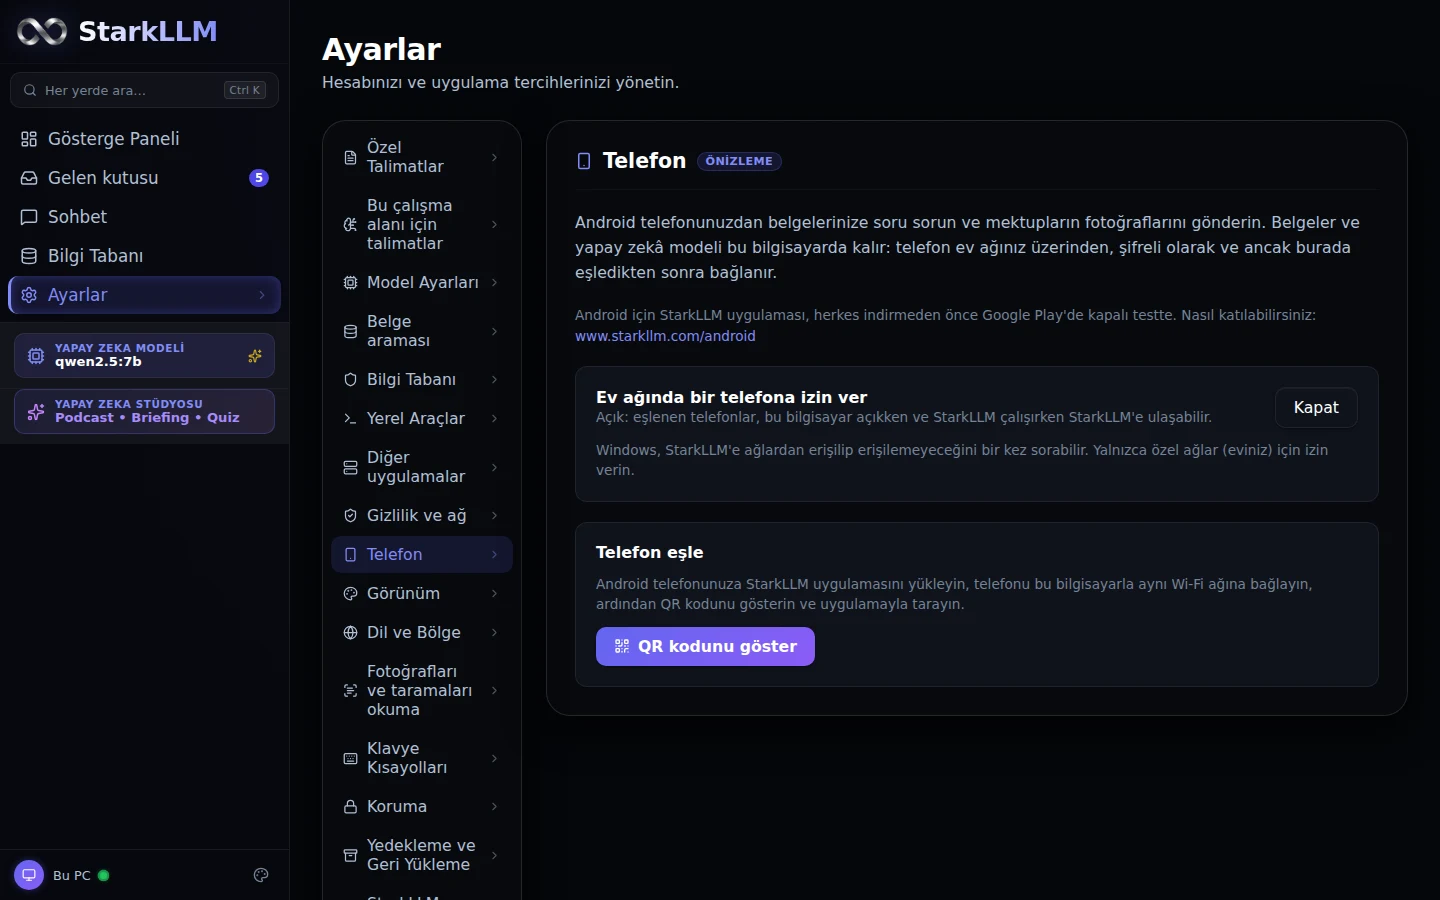 StarkLLM
Her yerde ara...
Ctrl K
Gösterge Paneli
Gelen kutusu
5
Sohbet
Bilgi Tabanı
Ayarlar
YAPAY ZEKA MODELİ
qwen2.5:7b
YAPAY ZEKA STÜDYOSU
Podcast • Briefing • Quiz
Bu PC
Ayarlar
Hesabınızı ve uygulama tercihlerinizi yönetin.
Özel
Talimatlar
Bu çalışma
alanı için
talimatlar
Model Ayarları
Belge
araması
Bilgi Tabanı
Yerel Araçlar
Diğer
uygulamalar
Gizlilik ve ağ
Telefon
Görünüm
Dil ve Bölge
Fotoğrafları
ve taramaları
okuma
Klavye
Kısayolları
Koruma
Yedekleme ve
Geri Yükleme
Telefon
ÖNİZLEME
Android telefonunuzdan belgelerinize soru sorun ve mektupların fotoğraflarını gönderin. Belgeler ve
yapay zekâ modeli bu bilgisayarda kalır: telefon ev ağınız üzerinden, şifreli olarak ve ancak burada
eşledikten sonra bağlanır.
Android için StarkLLM uygulaması, herkes indirmeden önce Google Play'de kapalı testte. Nasıl katılabilirsiniz:
www.starkllm.com/android
Ev ağında bir telefona izin ver
Açık: eşlenen telefonlar, bu bilgisayar açıkken ve StarkLLM çalışırken StarkLLM'e ulaşabilir.
Kapat
Windows, StarkLLM'e ağlardan erişilip erişilemeyeceğini bir kez sorabilir. Yalnızca özel ağlar (eviniz) için izin
verin.
Telefon eşle
Android telefonunuza StarkLLM uygulamasını yükleyin, telefonu bu bilgisayarla aynı Wi-Fi ağına bağlayın,
ardından QR kodunu gösterin ve uygulamayla tarayın.
QR kodunu göster